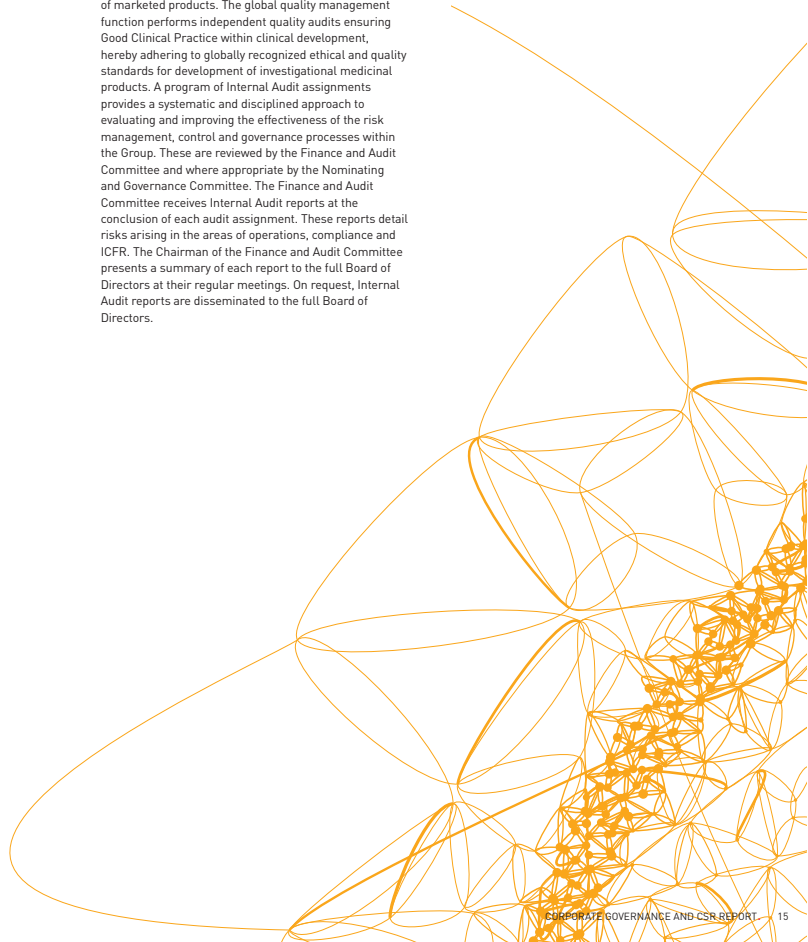 of marketed products. The global quality management
function performs independent quality audits ensuring
Good Clinical Practice within clinical development,
hereby adhering to globally recognized ethical and quality
standards for development of investigational medicinal
products. A program of Internal Audit assignments
provides a systematic and disciplined approach to
evaluating and improving the effectiveness of the risk
management, control and governance processes within
the Group. These are reviewed by the Finance and Audit
Committee and where appropriate by the Nominating
and Governance Committee. The Finance and Audit
Committee receives Internal Audit reports at the
conclusion of each audit assignment. These reports detail
risks arising in the areas of operations, compliance and
ICFR. The Chairman of the Finance and Audit Committee
presents a summary of each report to the full Board of
Directors at their regular meetings. On request, Internal
Audit reports are disseminated to the full Board of
Directors.
CORPORATE GOVERNANCE AND CSR REPORT. 15